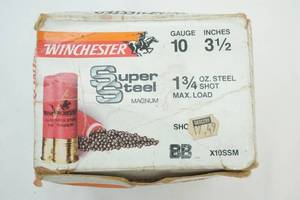 WINCHESTER
GAUGE INCHES
10 3½
Super
Steel
MAGNUM
1¾ OZ. STEEL
SHOT
MAX. LOAD
SHO
BB X10SSM